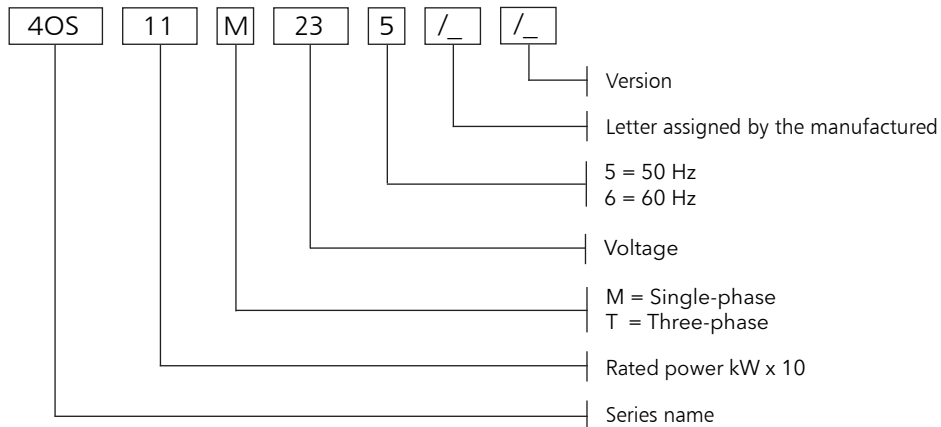 4OS 11 M 23 5 /_ /_
Version
Letter assigned by the manufactured
5 = 50 Hz
6 = 60 Hz
Voltage
M = Single-phase
T = Three-phase
Rated power kW x 10
Series name